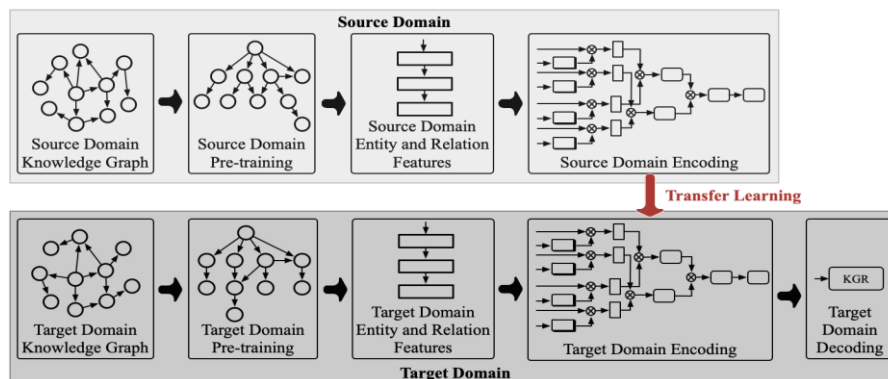 Source Domain
Source Domain
Knowledge Graph
Source Domain
Pre-training
Source Domain
Entity and Relation
Features
Source Domain Encoding
Transfer Learning
Target Domain
Knowledge Graph
Target Domain
Pre-training
Target Domain
Entity and Relation
Features
Target Domain Encoding
KGR
Target
Domain
Decoding
Target Domain